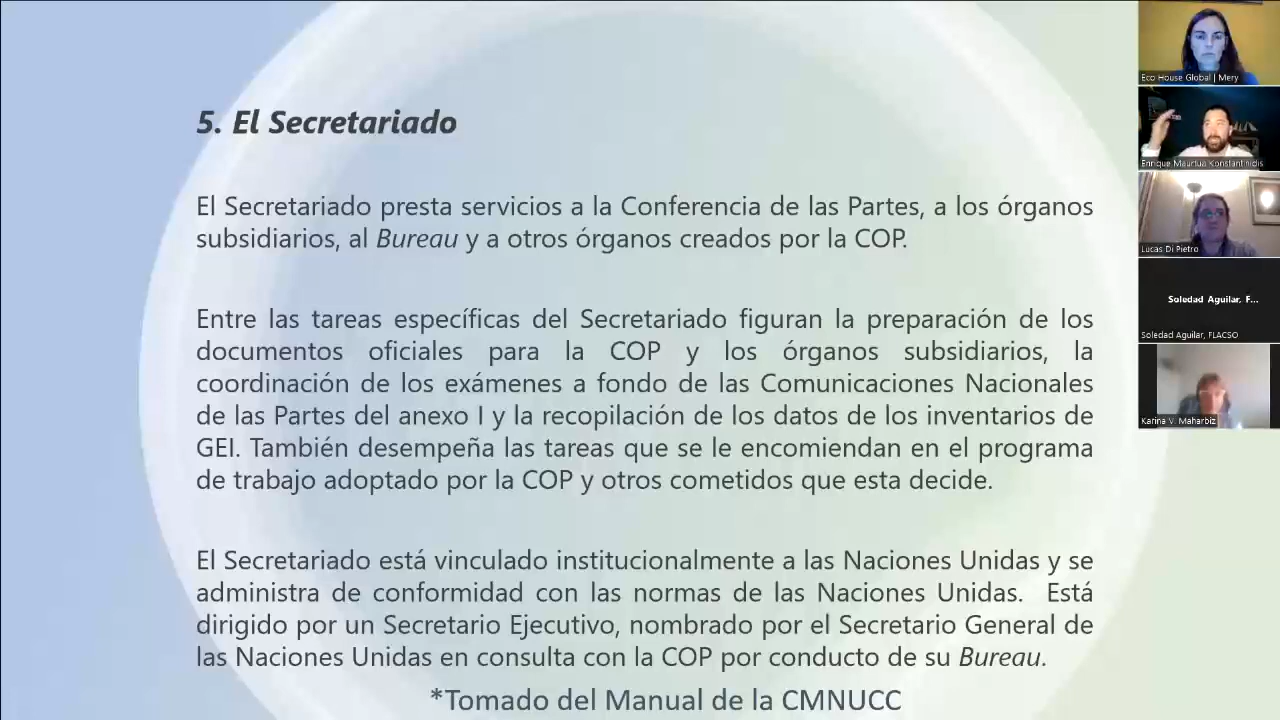 5. El Secretariado
El Secretariado presta servicios a la Conferencia de las Partes, a los órganos
subsidiarios, al Bureau y a otros órganos creados por la COP.
Entre las tareas específicas del Secretariado figuran la preparación de los
documentos oficiales para la COP y los órganos subsidiarios, la
coordinación de los exámenes a fondo de las Comunicaciones Nacionales
de las Partes del anexo I y la recopilación de los datos de los inventarios de
GEI. También desempeña las tareas que se le encomiendan en el programa
de trabajo adoptado por la COP y otros cometidos que esta decide.
El Secretariado está vinculado institucionalmente a las Naciones Unidas y se
administra de conformidad con las normas de las Naciones Unidas. Está
dirigido por un Secretario Ejecutivo, nombrado por el Secretario General de
las Naciones Unidas en consulta con la COP por conducto de su Bureau.
*Tomado del Manual de la CMNUCC
Eco House Global | Mery
Enrique Maurtua Konstantinidis
Lucas Di Pietro
Soledad Aguilar, F...
Soledad Aguilar, FLACSO
Karina V. Maharbiz